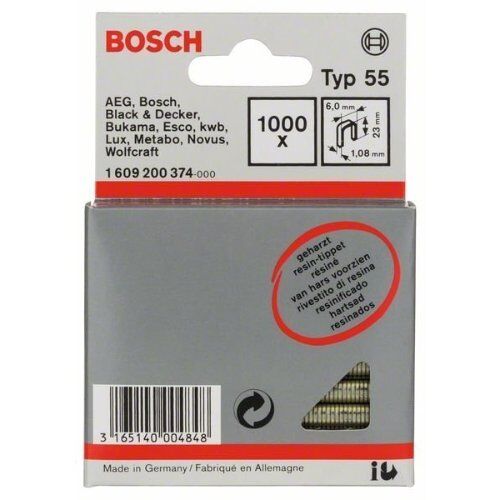 BOSCH
Typ 55
AEG, Bosch,
Black & Decker,
Bukama, Esco, kwb,
Lux, Metabo, Novus,
Wolfcraft
1 609 200 374-000
1000
x
6,0 mm
23 mm
1,08 mm
geharzt
resin-tippet
résiné
van hars voorzien
rivestito di resina
resinificado
hartsad
resinados
3 165140 004848
Made in Germany / Fabriqué en Allemagne